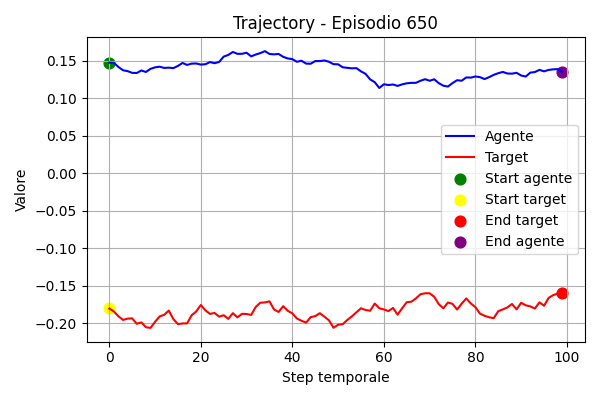 Trajectory - Episodio 650
Valore
0.15
0.10
0.05
0.00
−0.05
−0.10
−0.15
−0.20
Agente
Target
Start agente
Start target
End target
End agente
0 20 40 60 80 100
Step temporale